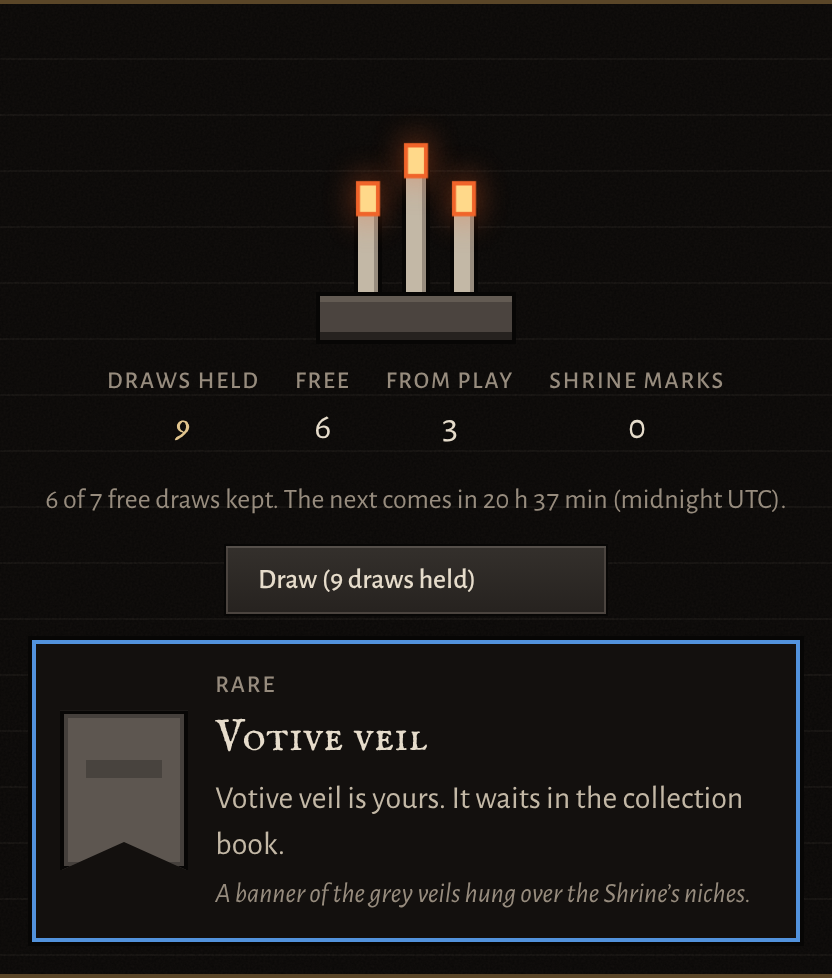 DRAWS HELD FREE FROM PLAY SHRINE MARKS
9 6 3 0
6 of 7 free draws kept. The next comes in 20 h 37 min (midnight UTC).
Draw (9 draws held)
RARE
Votive veil
Votive veil is yours. It waits in the collection
book.
A banner of the grey veils hung over the Shrine’s niches.